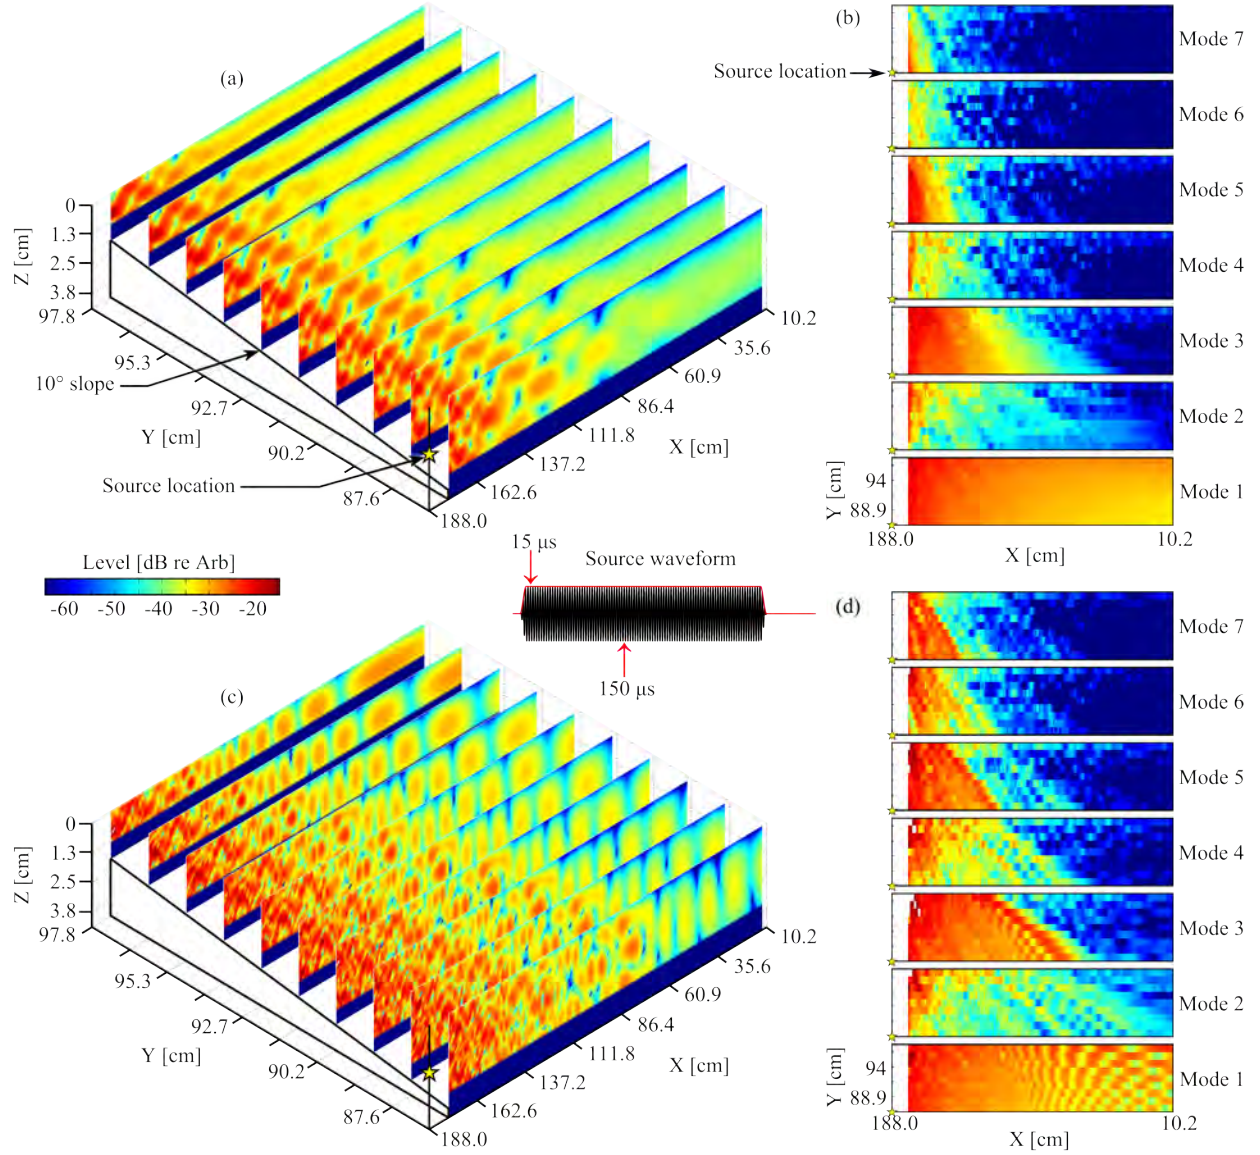 (a)
Z [cm]
0
1.3
2.5
3.8
97.8
95.3
92.7
90.2
87.6
188.0
Y [cm]
10° slope
Source location
162.6
137.2
111.8
86.4
60.9
35.6
10.2
X [cm]
(b)
Source location
Mode 7
Mode 6
Mode 5
Mode 4
Mode 3
Mode 2
Mode 1
Y [cm]
94
88.9
188.0
X [cm]
10.2
Level [dB re Arb]
-60 -50 -40 -30 -20
15 µs
Source waveform
150 µs
(c)
Z [cm]
0
1.3
2.5
3.8
97.8
95.3
92.7
90.2
87.6
188.0
Y [cm]
162.6
137.2
111.8
86.4
60.9
35.6
10.2
X [cm]
(d)
Mode 7
Mode 6
Mode 5
Mode 4
Mode 3
Mode 2
Mode 1
Y [cm]
94
88.9
188.0
X [cm]
10.2